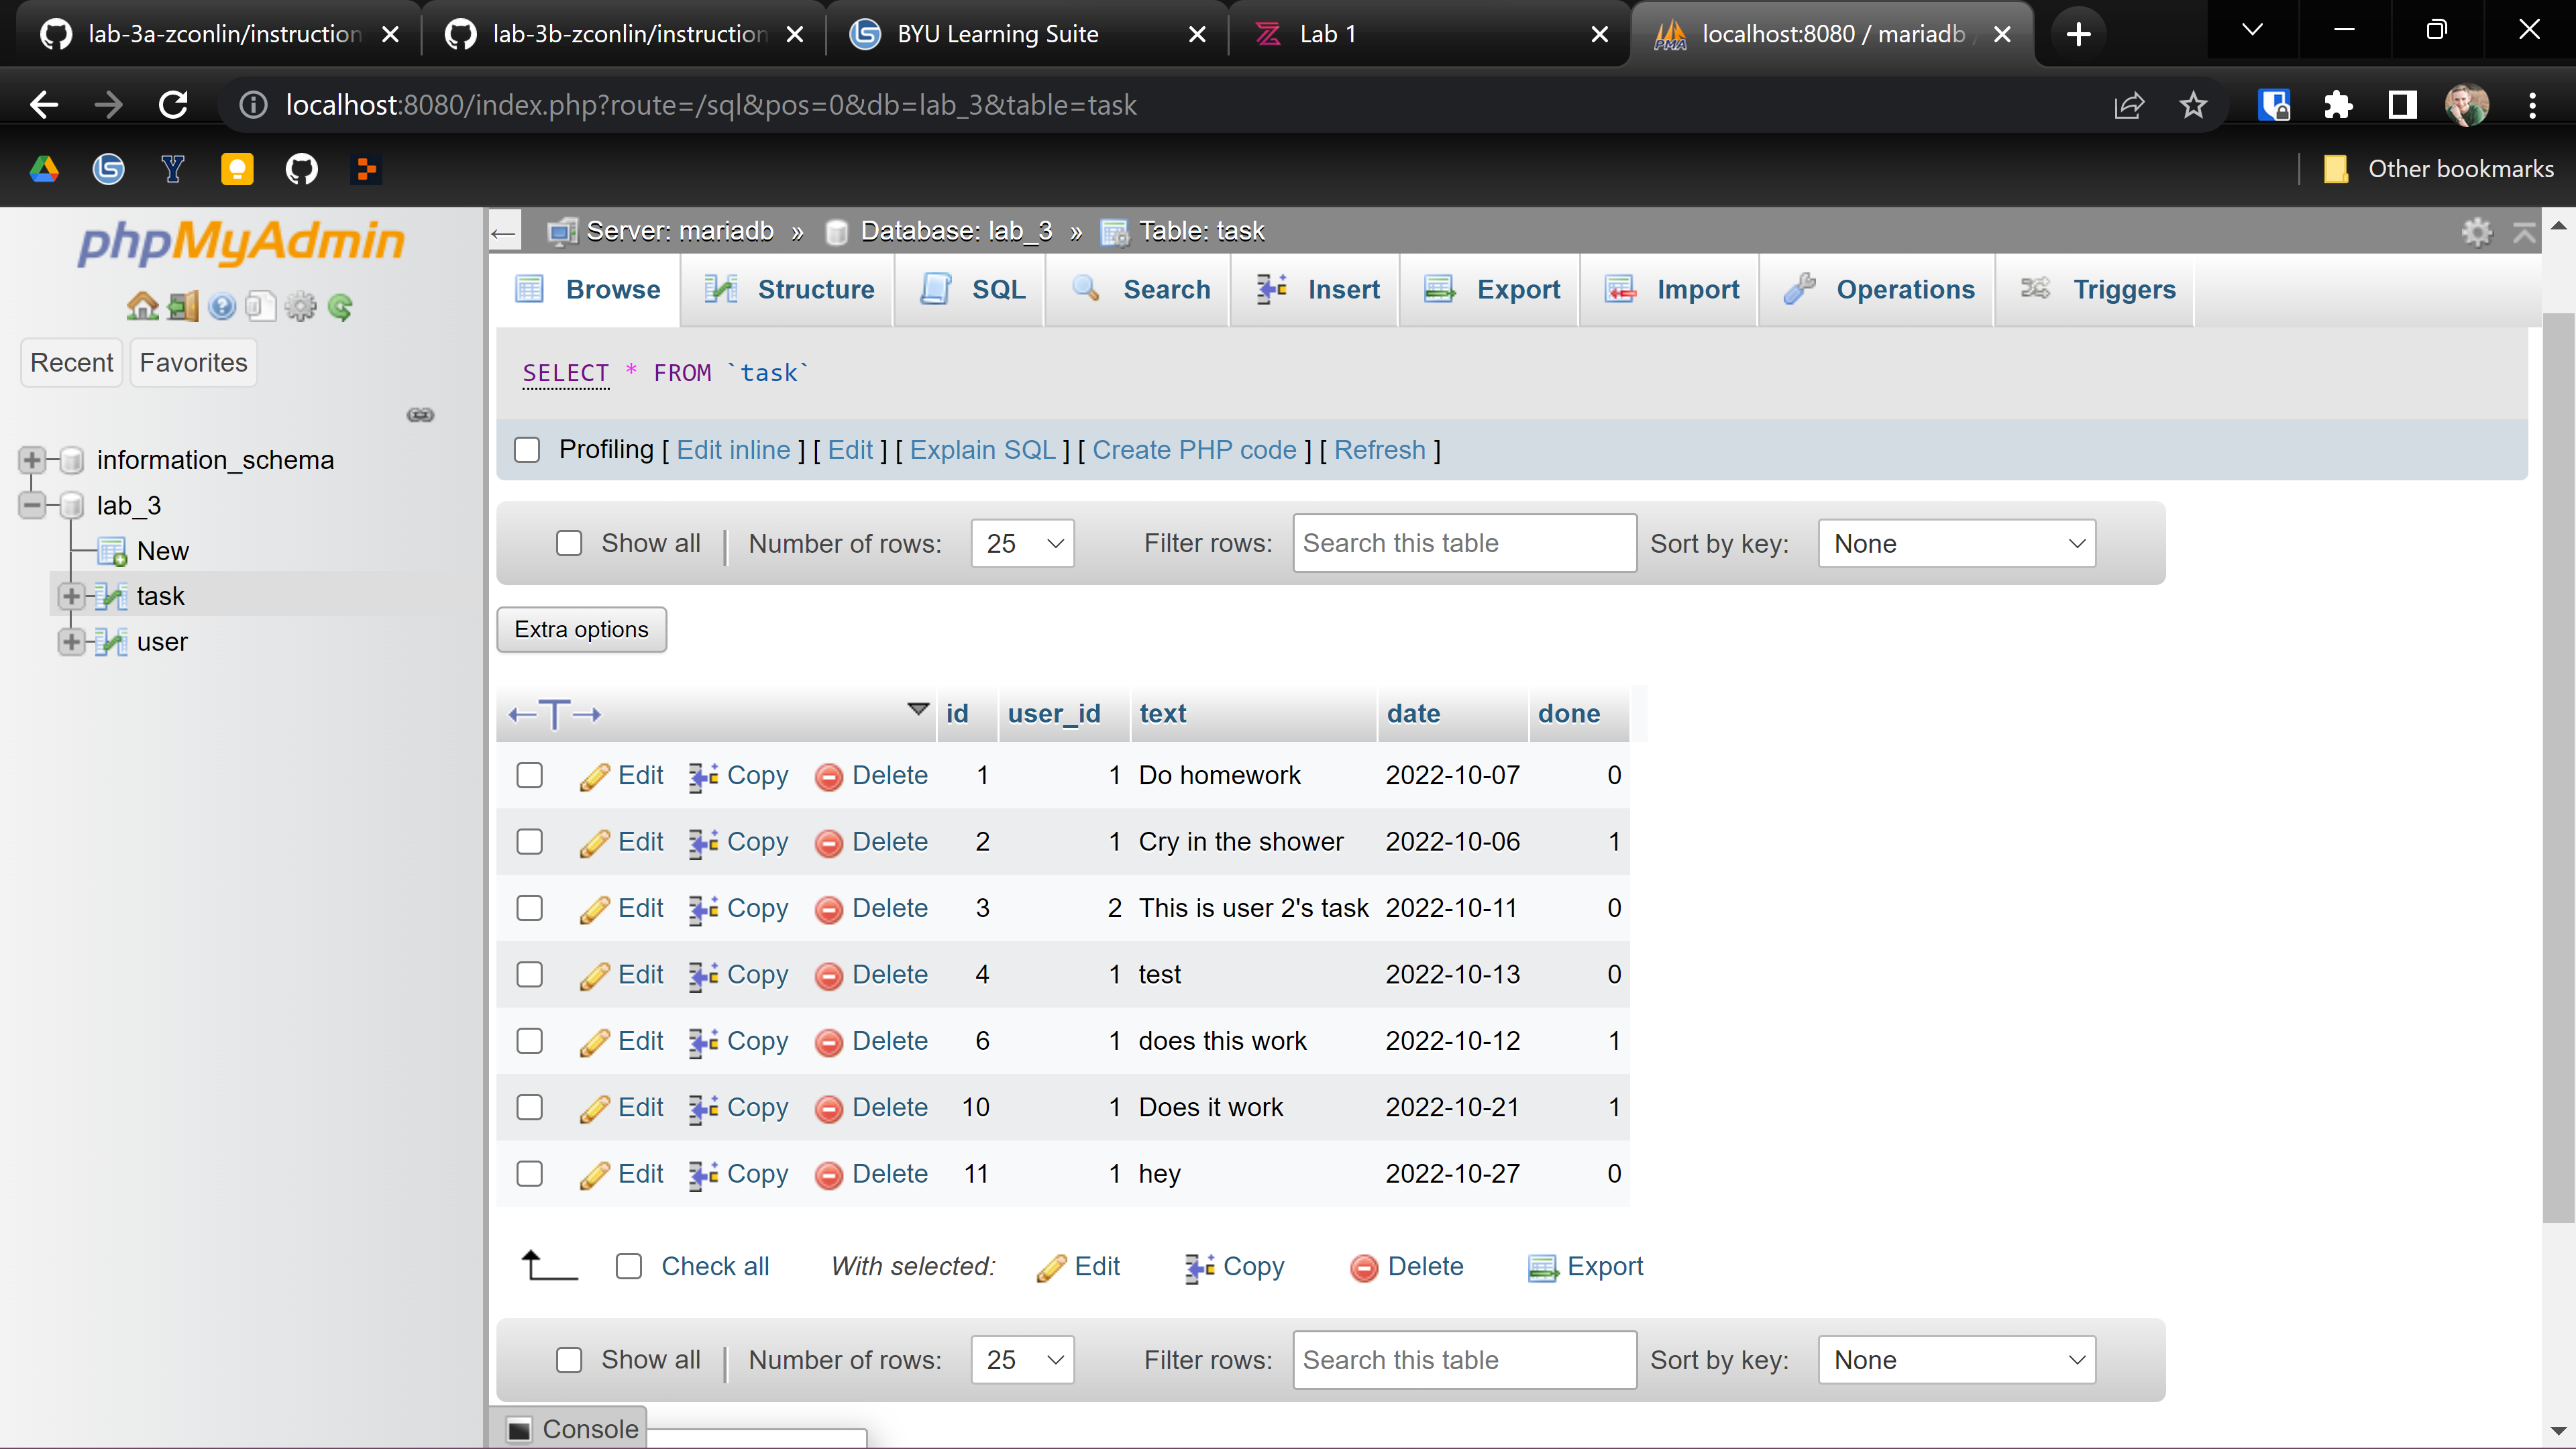 lab-3a-zconlin/instruction
lab-3b-zconlin/instruction
BYU Learning Suite
Lab 1
localhost:8080 / mariadb /
localhost:8080/index.php?route=/sql&pos=0&db=lab_3&table=task
Other bookmarks
phpMyAdmin
Recent Favorites
information_schema
lab_3
New
task
user
Server: mariadb » Database: lab_3 » Table: task
Browse Structure SQL Search Insert Export Import Operations Triggers
SELECT * FROM `task`
Profiling [ Edit inline ] [ Edit ] [ Explain SQL ] [ Create PHP code ] [ Refresh ]
Show all | Number of rows: 25 Filter rows: Search this table Sort by key: None
Extra options
←T→ id user_id text date done
Edit Copy Delete 1 1 Do homework 2022-10-07 0
Edit Copy Delete 2 1 Cry in the shower 2022-10-06 1
Edit Copy Delete 3 2 This is user 2's task 2022-10-11 0
Edit Copy Delete 4 1 test 2022-10-13 0
Edit Copy Delete 6 1 does this work 2022-10-12 1
Edit Copy Delete 10 1 Does it work 2022-10-21 1
Edit Copy Delete 11 1 hey 2022-10-27 0
Check all With selected: Edit Copy Delete Export
Show all | Number of rows: 25 Filter rows: Search this table Sort by key: None
Console